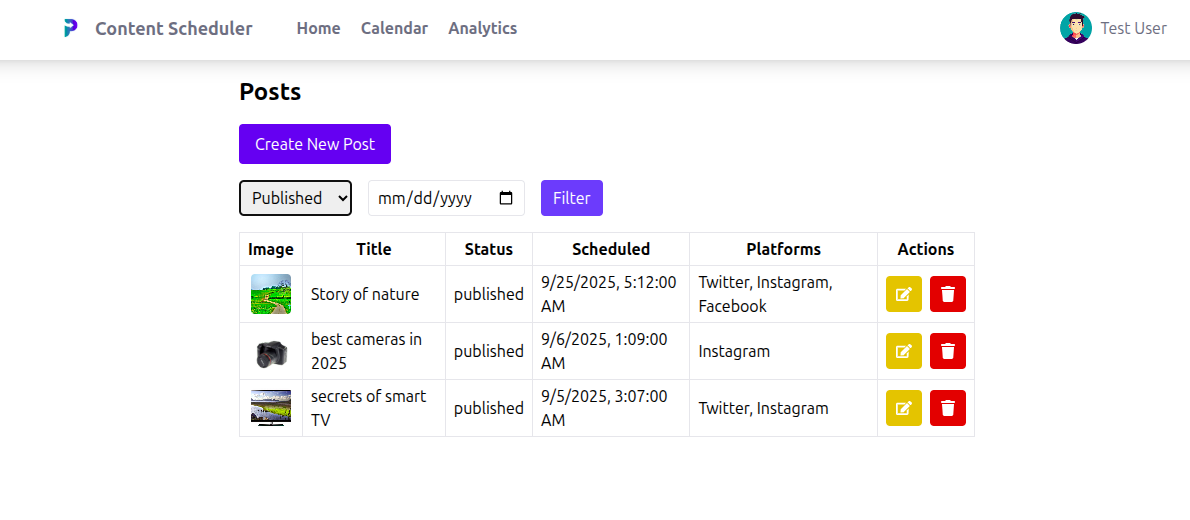 Content Scheduler Home Calendar Analytics Test User
Posts
Create New Post
Published mm/dd/yyyy Filter
Image Title Status Scheduled Platforms Actions
Story of nature published 9/25/2025, 5:12:00 AM Twitter, Instagram, Facebook
best cameras in 2025 published 9/6/2025, 1:09:00 AM Instagram
secrets of smart TV published 9/5/2025, 3:07:00 AM Twitter, Instagram